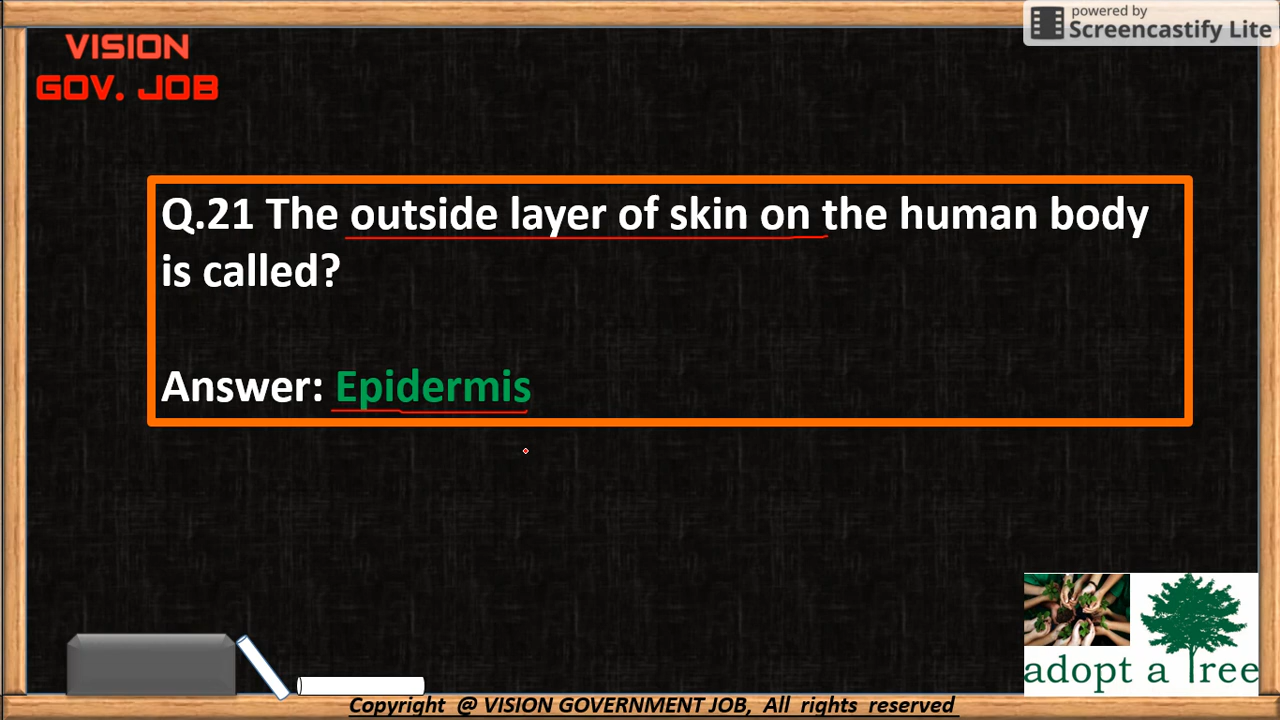 powered by
Screencastify Lite
VISION
GOV. JOB
Q.21 The outside layer of skin on the human body
is called?
Answer: Epidermis
adopt a Tree
Copyright @ VISION GOVERNMENT JOB, All rights reserved